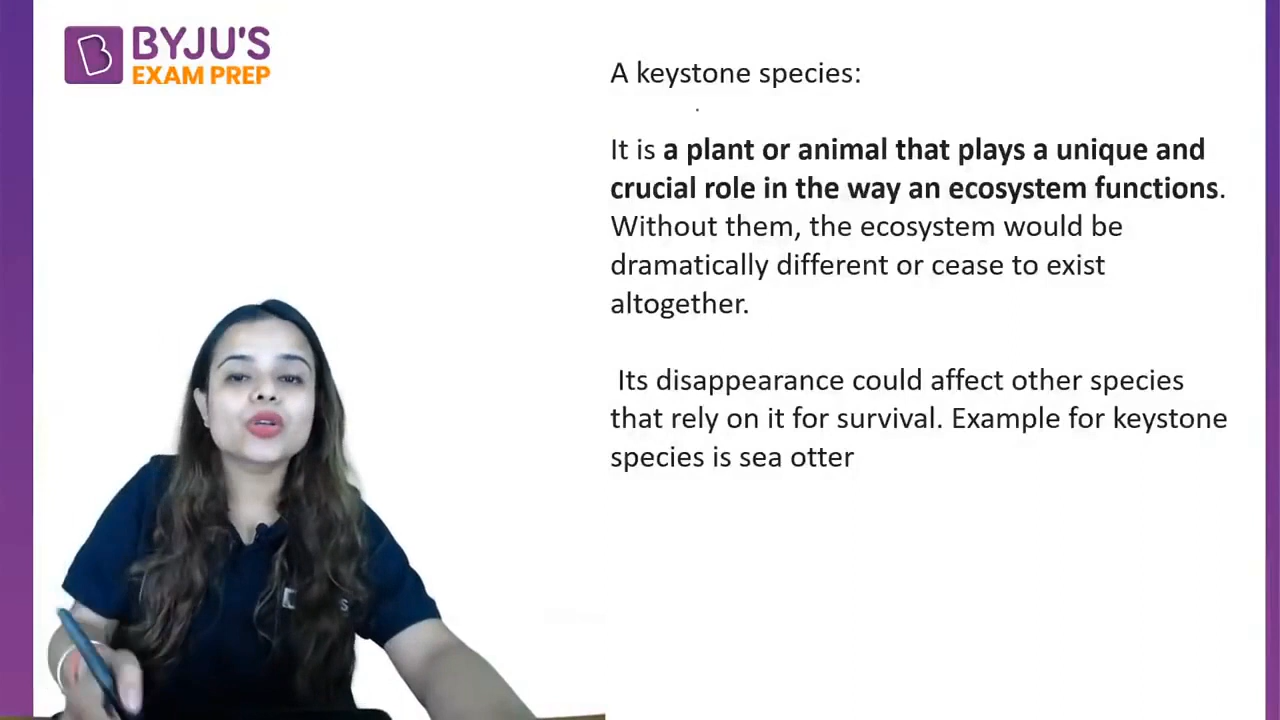 BYJU'S
EXAM PREP
A keystone species:
It is a plant or animal that plays a unique and
crucial role in the way an ecosystem functions.
Without them, the ecosystem would be
dramatically different or cease to exist
altogether.
Its disappearance could affect other species
that rely on it for survival. Example for keystone
species is sea otter